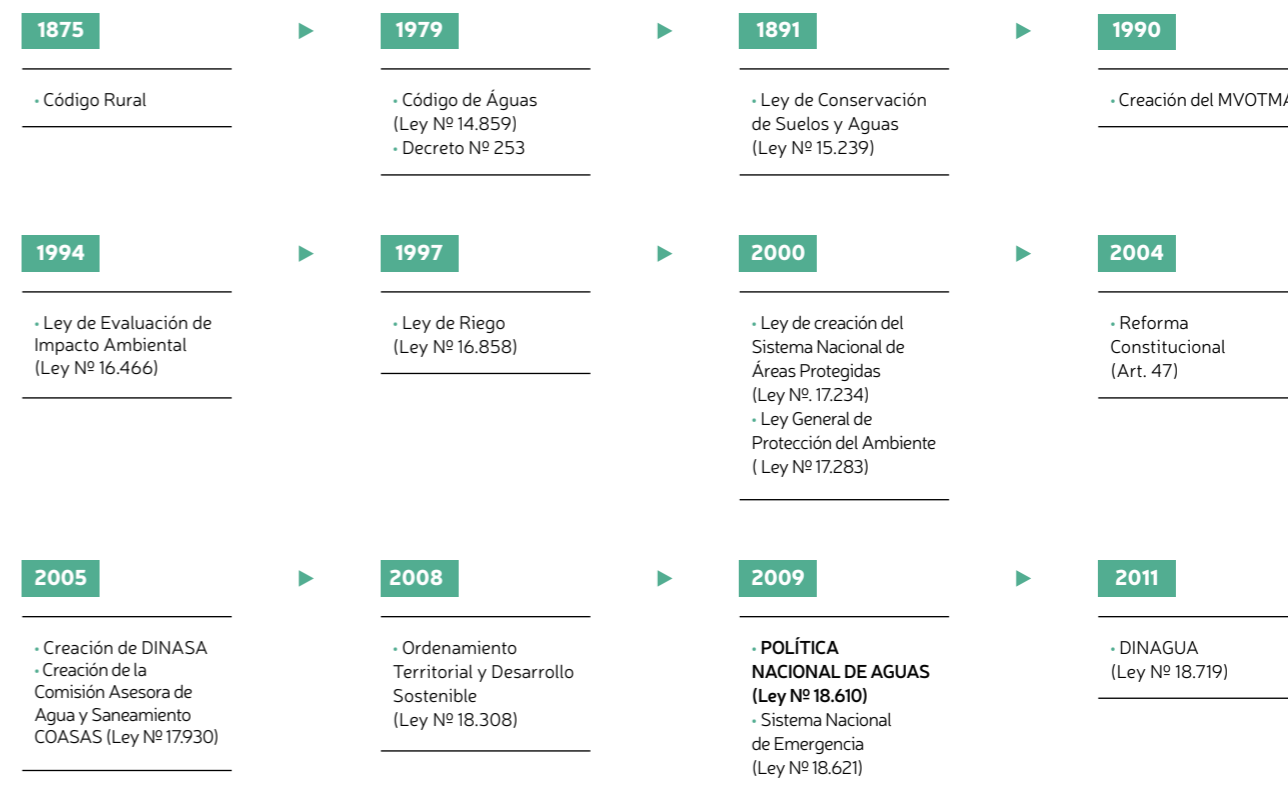 1875
• Código Rural
1979
• Código de Águas
(Ley Nº 14.859)
• Decreto Nº 253
1891
• Ley de Conservación
de Suelos y Aguas
(Ley Nº 15.239)
1990
• Creación del MVOTMA
1994
• Ley de Evaluación de
Impacto Ambiental
(Ley Nº 16.466)
1997
• Ley de Riego
(Ley Nº 16.858)
2000
• Ley de creación del
Sistema Nacional de
Áreas Protegidas
(Ley Nº. 17.234)
• Ley General de
Protección del Ambiente
( Ley Nº 17.283)
2004
• Reforma
Constitucional
(Art. 47)
2005
• Creación de DINASA
• Creación de la
Comisión Asesora de
Agua y Saneamiento
COASAS (Ley Nº 17.930)
2008
• Ordenamiento
Territorial y Desarrollo
Sostenible
(Ley Nº 18.308)
2009
• POLÍTICA
NACIONAL DE AGUAS
(Ley Nº 18.610)
• Sistema Nacional
de Emergencia
(Ley Nº 18.621)
2011
• DINAGUA
(Ley Nº 18.719)